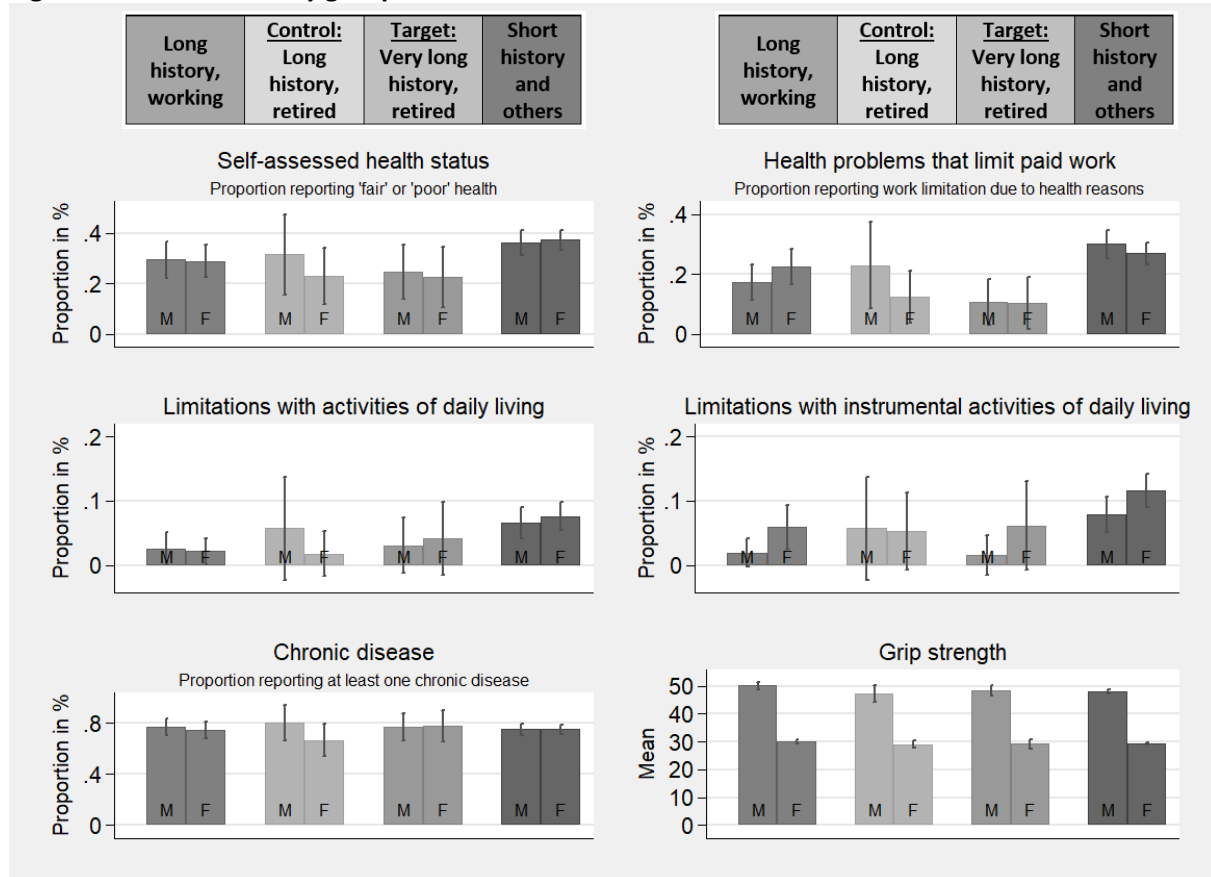 Long
history,
working
Control:
Long
history,
retired
Target:
Very long
history,
retired
Short
history
and
others
Long
history,
working
Control:
Long
history,
retired
Target:
Very long
history,
retired
Short
history
and
others
Self-assessed health status
Proportion reporting 'fair' or 'poor' health
Proportion in %
.4
.2
0
M F M F M F M F
Health problems that limit paid work
Proportion reporting work limitation due to health reasons
Proportion in %
.4
.2
0
M F M F M F M F
Limitations with activities of daily living
Proportion in %
.2
.1
0
M F M F M F M F
Limitations with instrumental activities of daily living
Proportion in %
.2
.1
0
M F M F M F M F
Chronic disease
Proportion reporting at least one chronic disease
Proportion in %
.8
.4
0
M F M F M F M F
Grip strength
Mean
50
40
30
20
10
0
M F M F M F M F